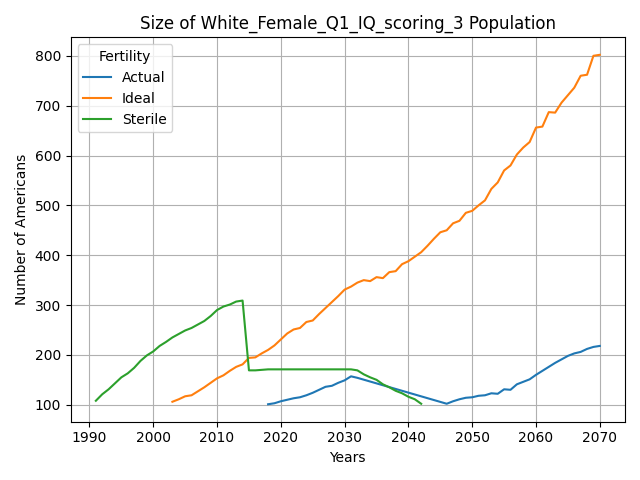 Size of White_Female_Q1_IQ_scoring_3 Population
Fertility
Actual
Ideal
Sterile
Number of Americans
800
700
600
500
400
300
200
100
1990 2000 2010 2020 2030 2040 2050 2060 2070
Years